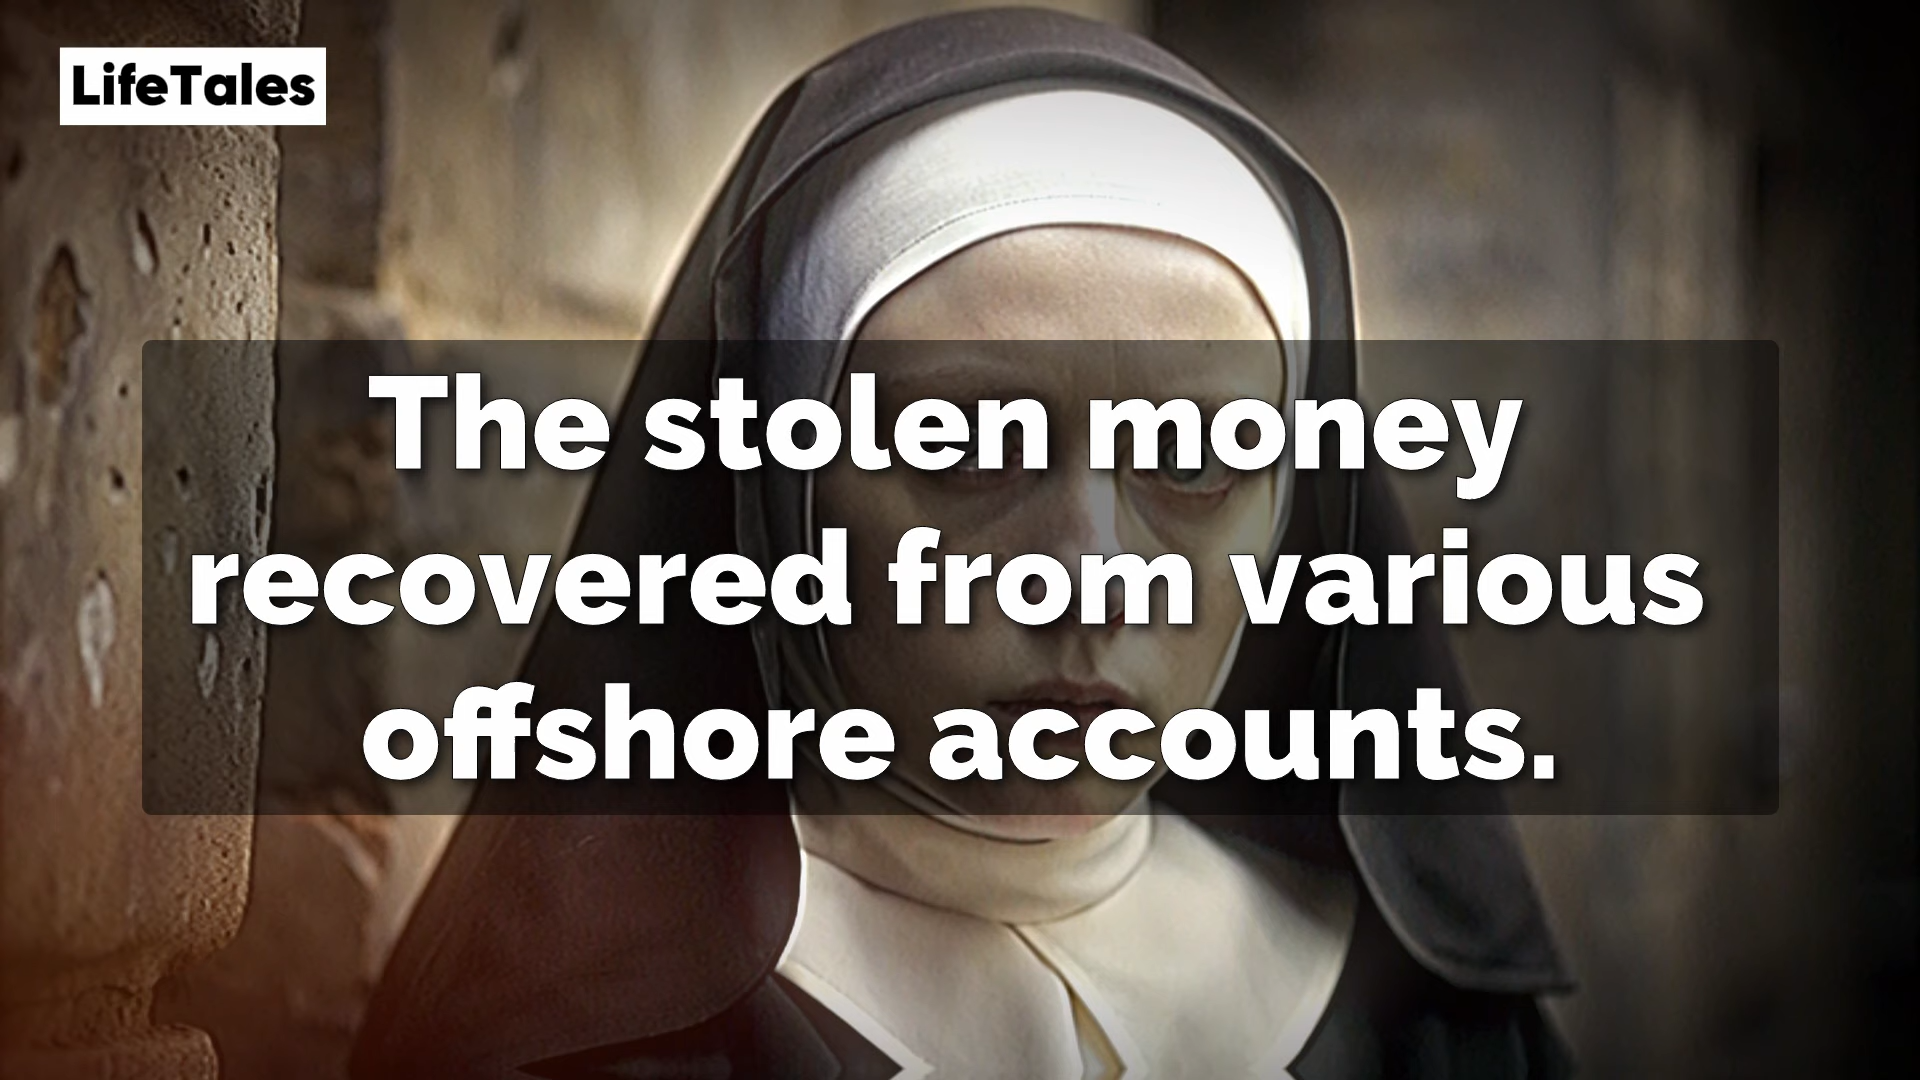 LifeTales
The stolen money
recovered from various
offshore accounts.